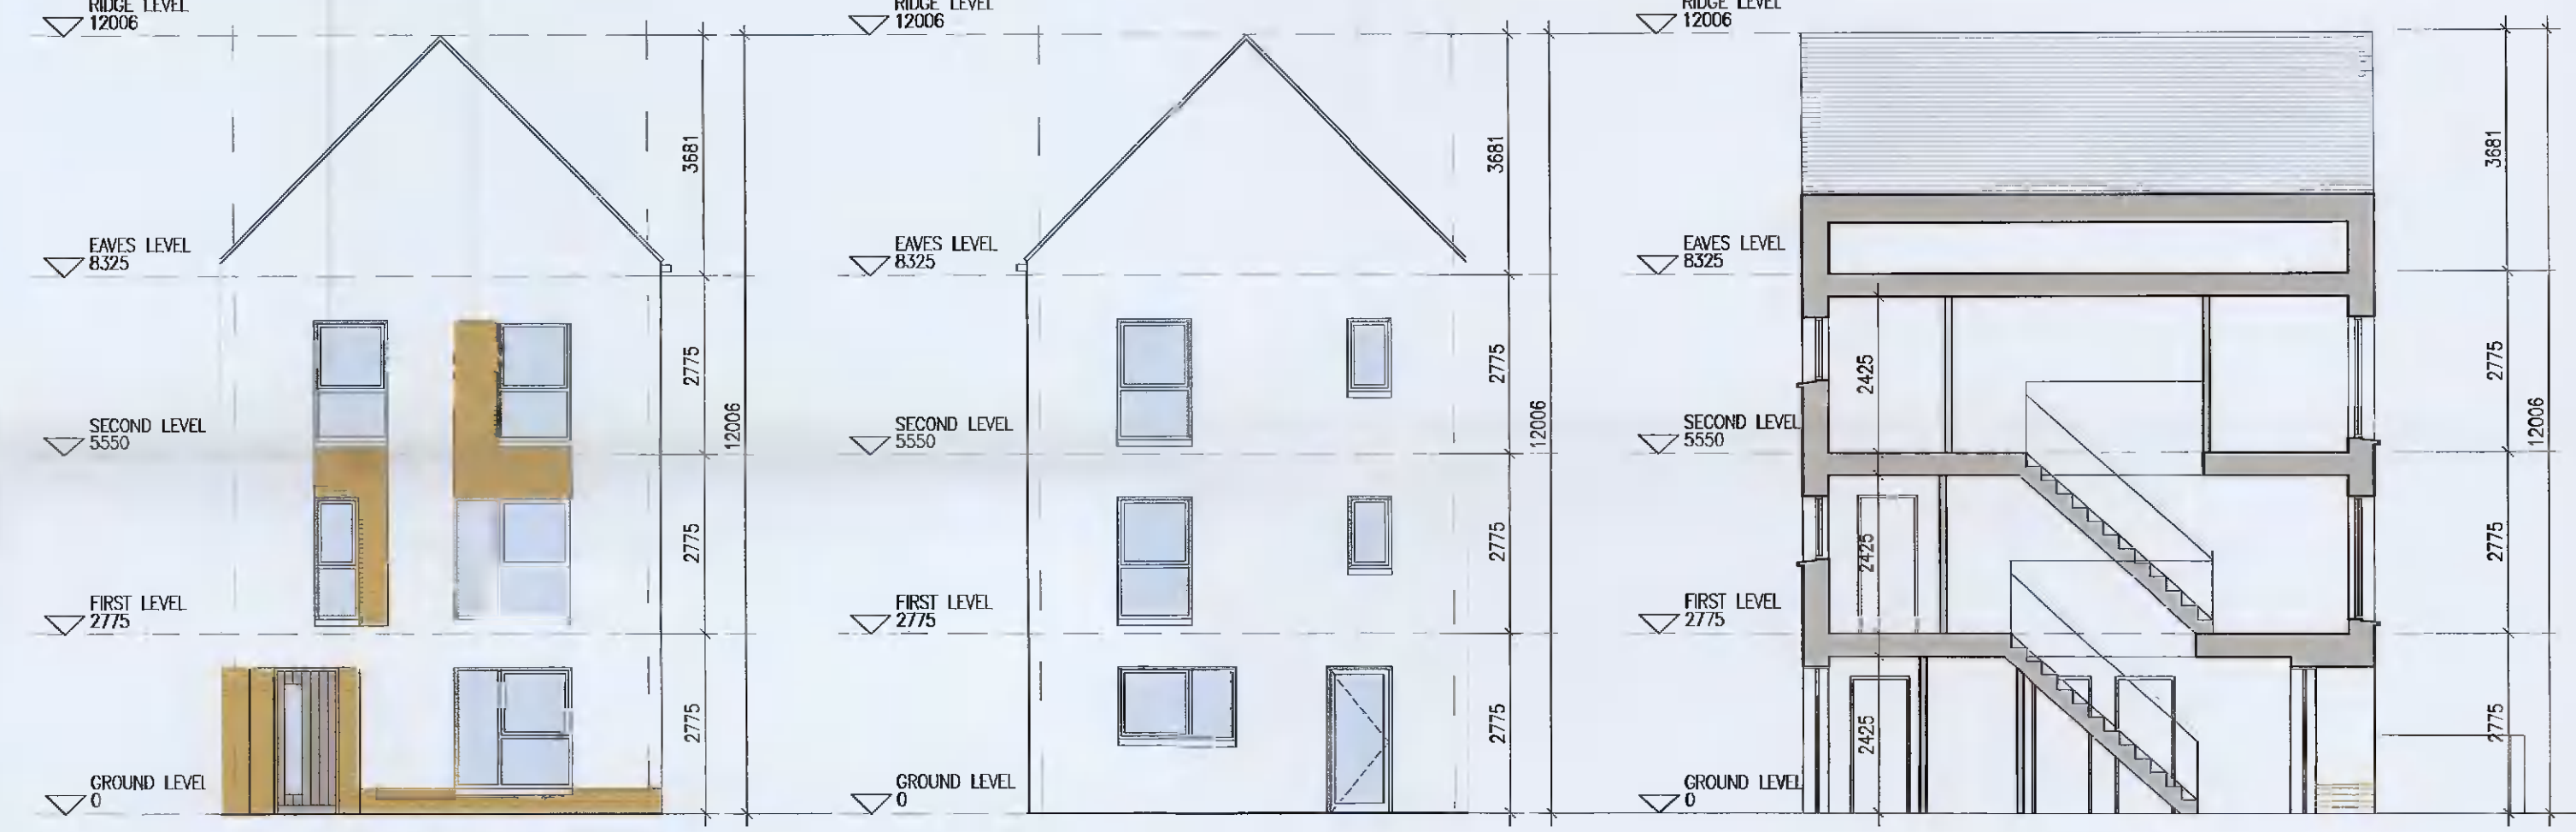 RIDGE LEVEL
12006
3681
EAVES LEVEL
8325
2775
SECOND LEVEL
5550
12006
2775
FIRST LEVEL
2775
2775
GROUND LEVEL
0
RIDGE LEVEL
12006
3681
EAVES LEVEL
8325
2775
SECOND LEVEL
5550
12006
2775
FIRST LEVEL
2775
2775
GROUND LEVEL
0
RIDGE LEVEL
12006
3681
EAVES LEVEL
8325
2425
2775
SECOND LEVEL
5550
12006
2425
2775
FIRST LEVEL
2775
2425
2775
GROUND LEVEL
0